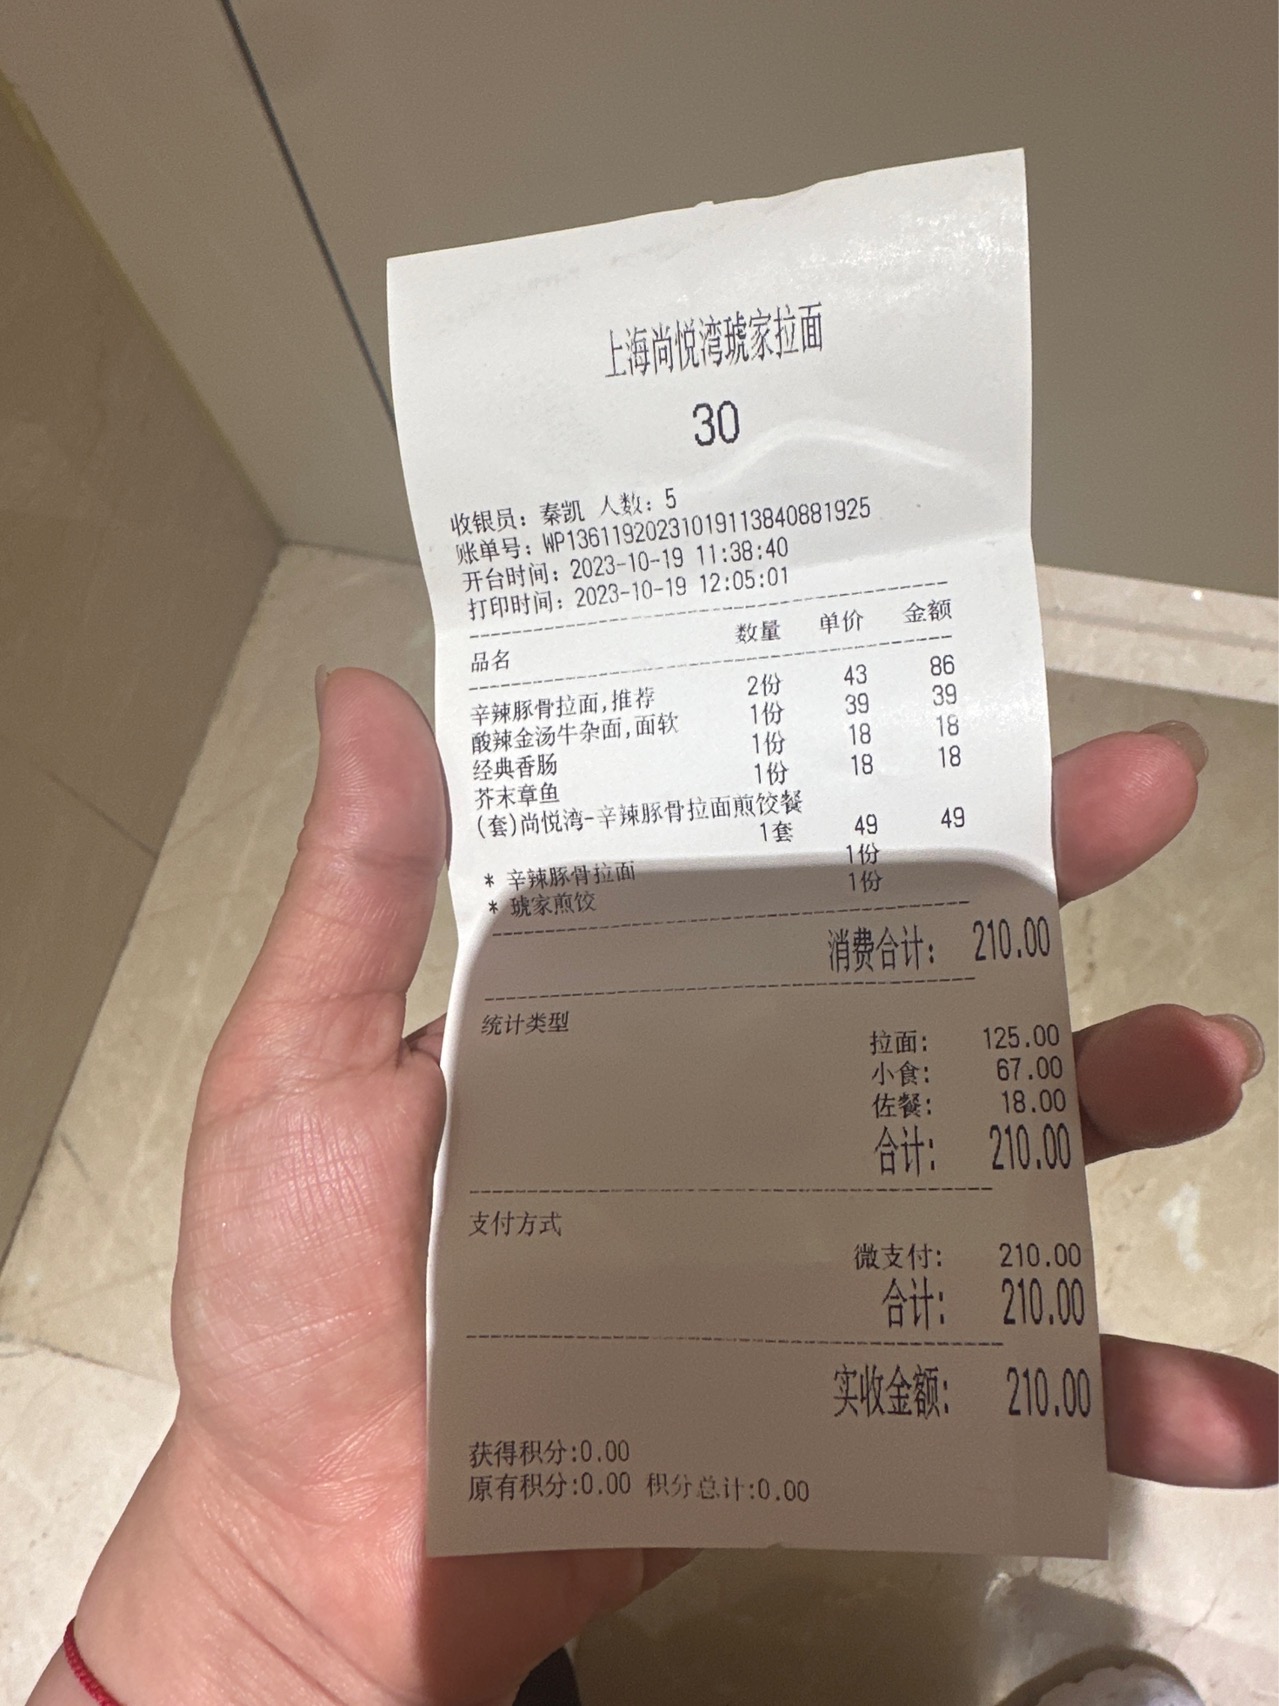 上海尚悦湾琥家拉面
30
收银员: 秦凯 人数: 5
账单号: WP13611920231019113840881925
开台时间: 2023-10-19 11:38:40
打印时间: 2023-10-19 12:05:01
品名 数量 单价 金额
辛辣豚骨拉面,推荐 2份 43 86
酸辣金汤牛杂面,面软 1份 39 39
经典香肠 1份 18 18
芥末章鱼 1份 18 18
(套)尚悦湾-辛辣豚骨拉面煎饺餐
1套 49 49
* 辛辣豚骨拉面 1份
* 琥家煎饺 1份
消费合计: 210.00
统计类型
拉面: 125.00
小食: 67.00
佐餐: 18.00
合计: 210.00
支付方式
微支付: 210.00
合计: 210.00
实收金额: 210.00
获得积分:0.00
原有积分:0.00 积分总计:0.00